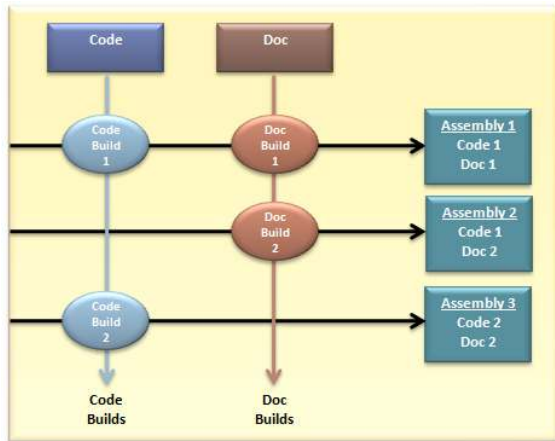 Code
Doc
Code
Build
1
Doc
Build
1
Assembly 1
Code 1
Doc 1
Doc
Build
2
Assembly 2
Code 1
Doc 2
Code
Build
2
Assembly 3
Code 2
Doc 2
Code
Builds
Doc
Builds